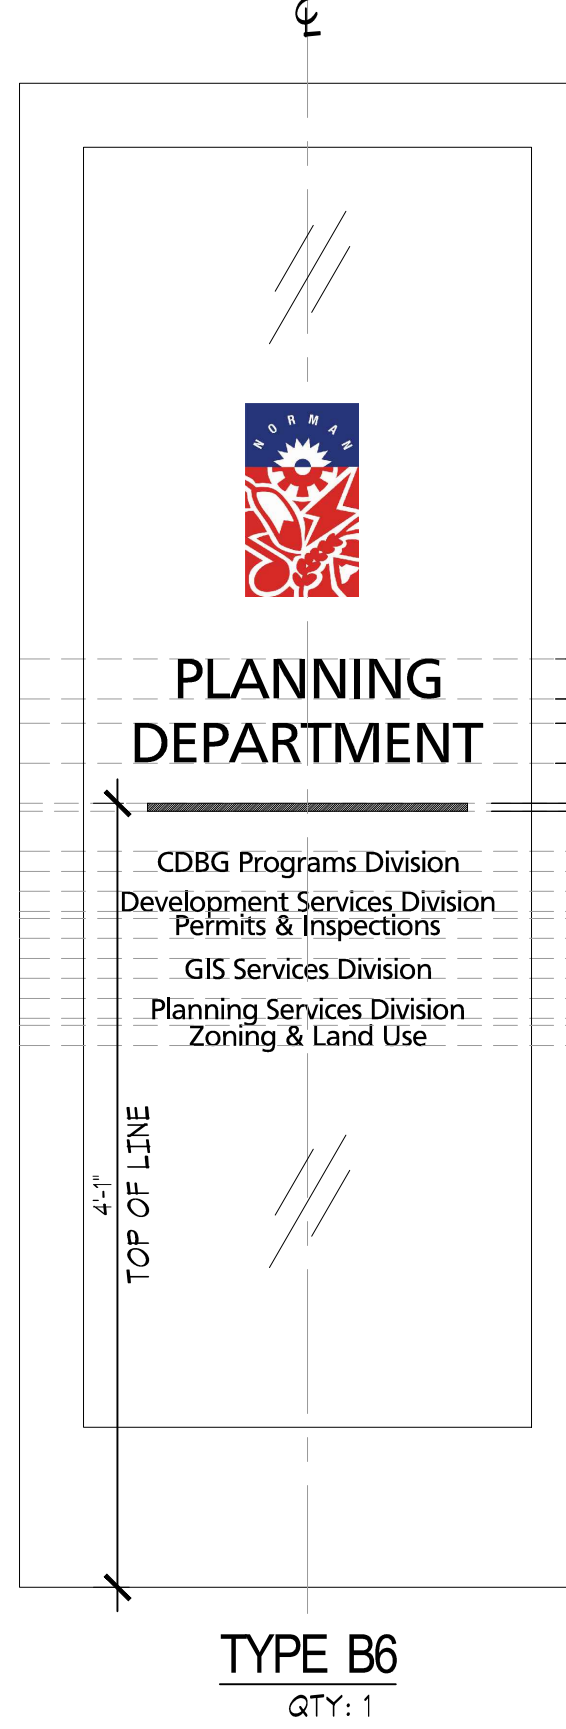 ℄
NORMAN
PLANNING
DEPARTMENT
CDBG Programs Division
Development Services Division
Permits & Inspections
GIS Services Division
Planning Services Division
Zoning & Land Use
4'-1"
TOP OF LINE
TYPE B6
QTY: 1